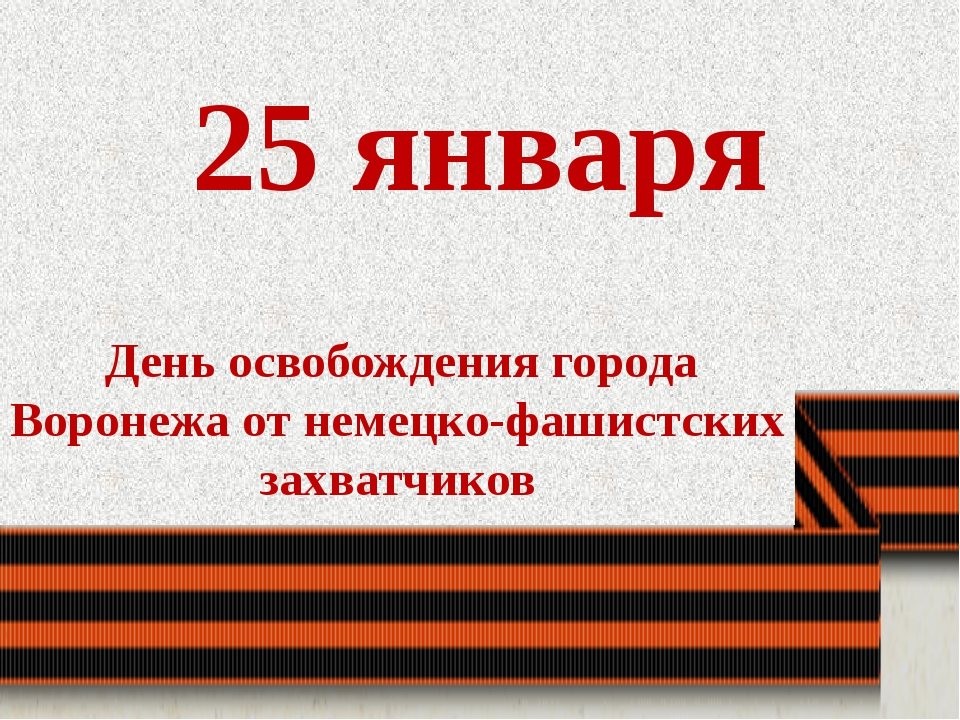 25 января
День освобождения города
Воронежа от немецко-фашистских
захватчиков